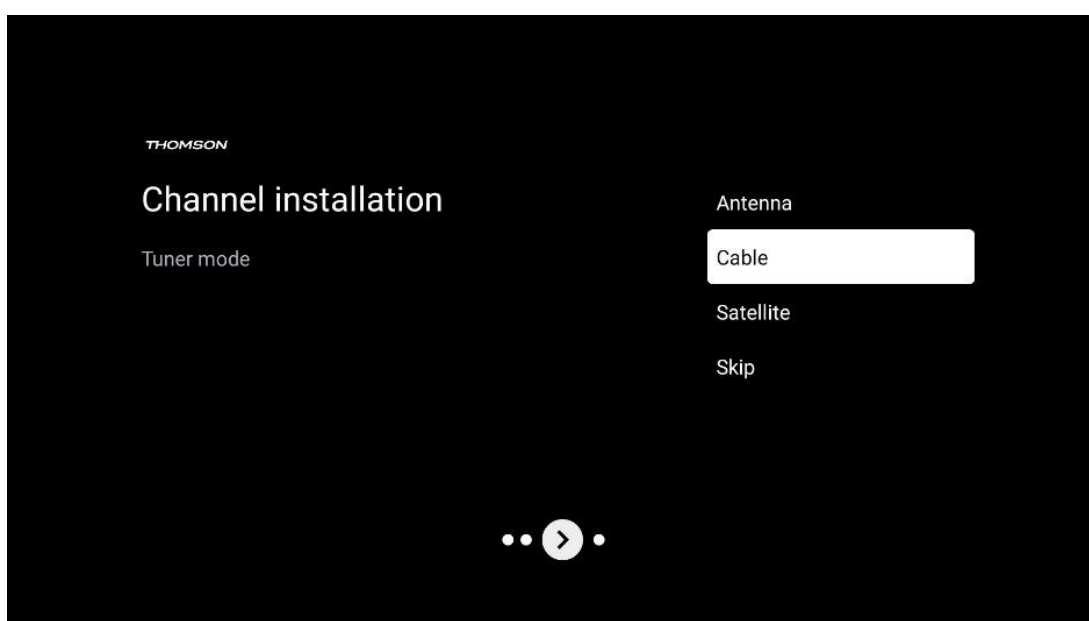 THOMSON
Channel installation
Tuner mode
Antenna
Cable
Satellite
Skip